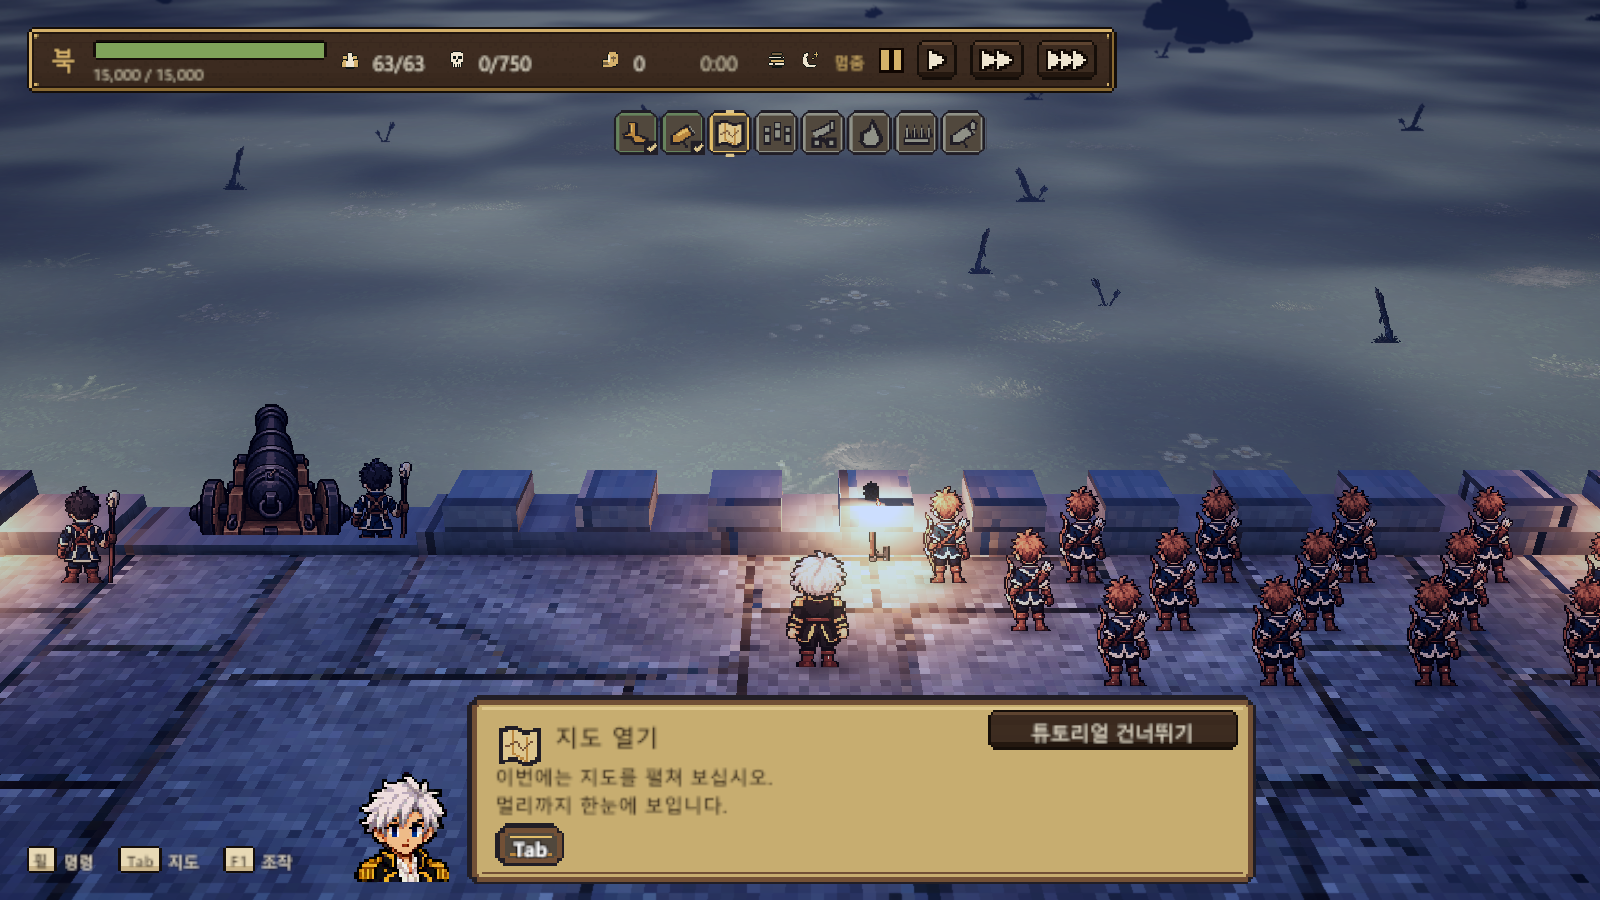 북
15,000 / 15,000
63/63
0/750
0
0:00
멈춤
지도 열기
튜토리얼 건너뛰기
이번에는 지도를 펼쳐 보십시오.
멀리까지 한눈에 보입니다.
Tab
휠 명령
Tab 지도
F1 조작